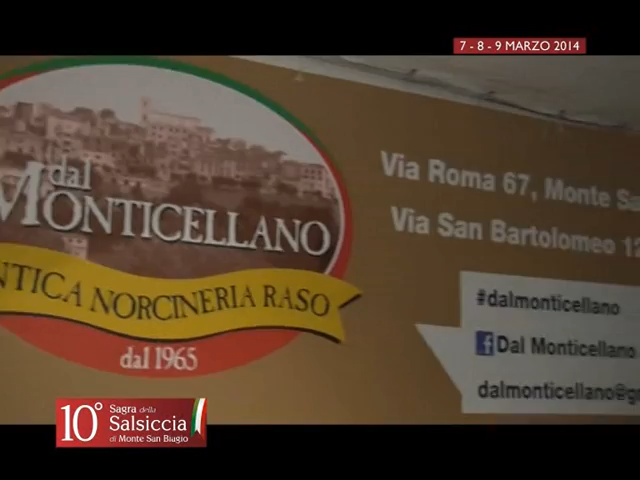 7 - 8 - 9 MARZO 2014
dal
MONTICELLANO
NTICA NORCINERIA RASO
dal 1965
Via Roma 67, Monte Sa
Via San Bartolomeo 12
#dalmonticellano
Dal Monticellano
dalmonticellano@g
10° Sagra della
Salsiccia
di Monte San Biagio